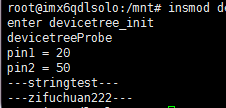 root@imx6qdlsolo:/mnt# insmod de
enter devicetree_init
devicetreeProbe
pin1 = 20
pin2 = 50
---stringtest---
---zifuchuan222---